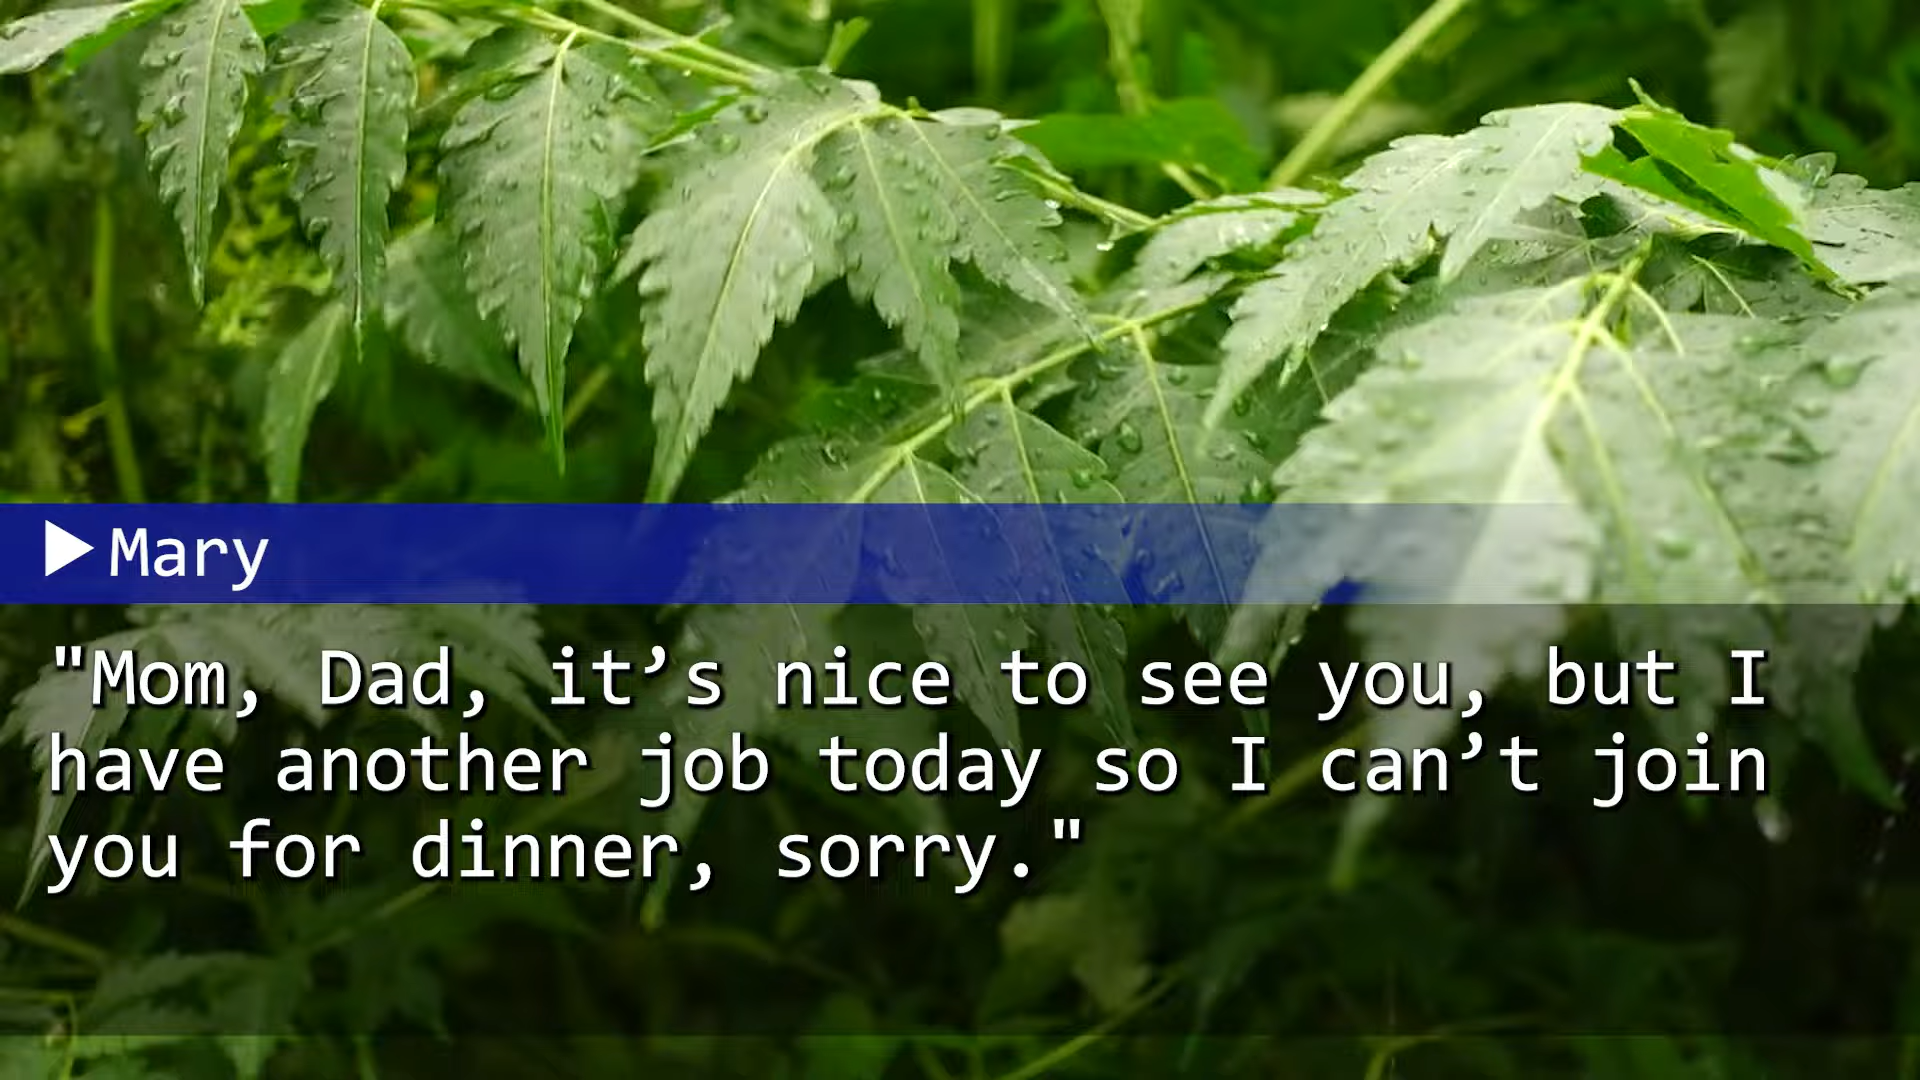 ▶Mary
"Mom, Dad, it’s nice to see you, but I
have another job today so I can’t join
you for dinner, sorry."